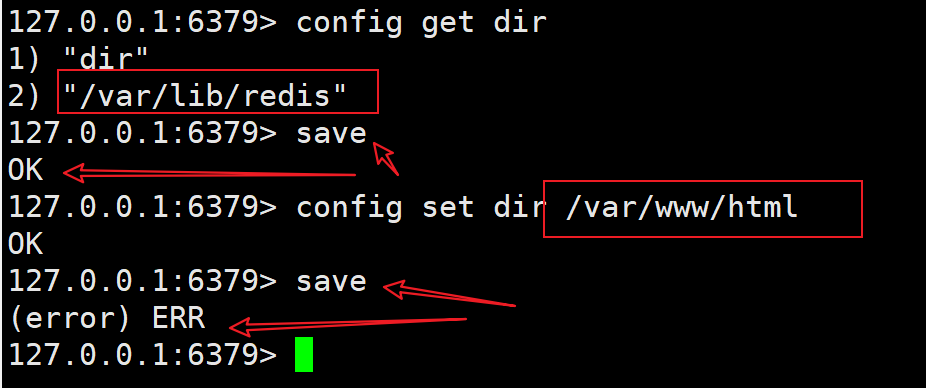 127.0.0.1:6379> config get dir
1) "dir"
2) "/var/lib/redis"
127.0.0.1:6379> save
OK
127.0.0.1:6379> config set dir /var/www/html
OK
127.0.0.1:6379> save
(error) ERR
127.0.0.1:6379>